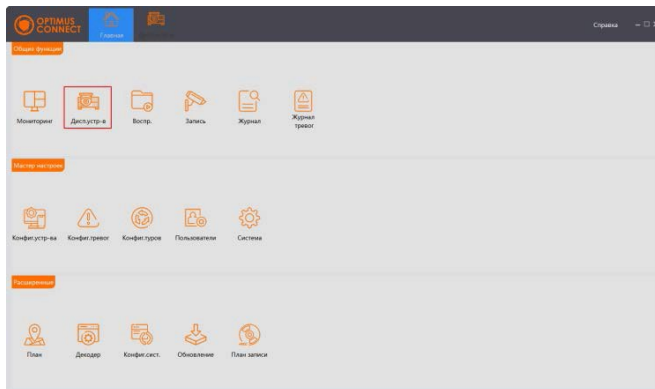 OPTIMUS
CONNECT
Главная
Справка
Общие функции
Мониторинг
Дисп.устр-в
Воспр.
Запись
Журнал
Журнал
тревог
Мастер настроек
Конфиг.устр-ва
Конфиг.тревог
Конфиг.туров
Пользователи
Система
Расширенные
План
Декодер
Конфиг.сист.
Обновление
План записи